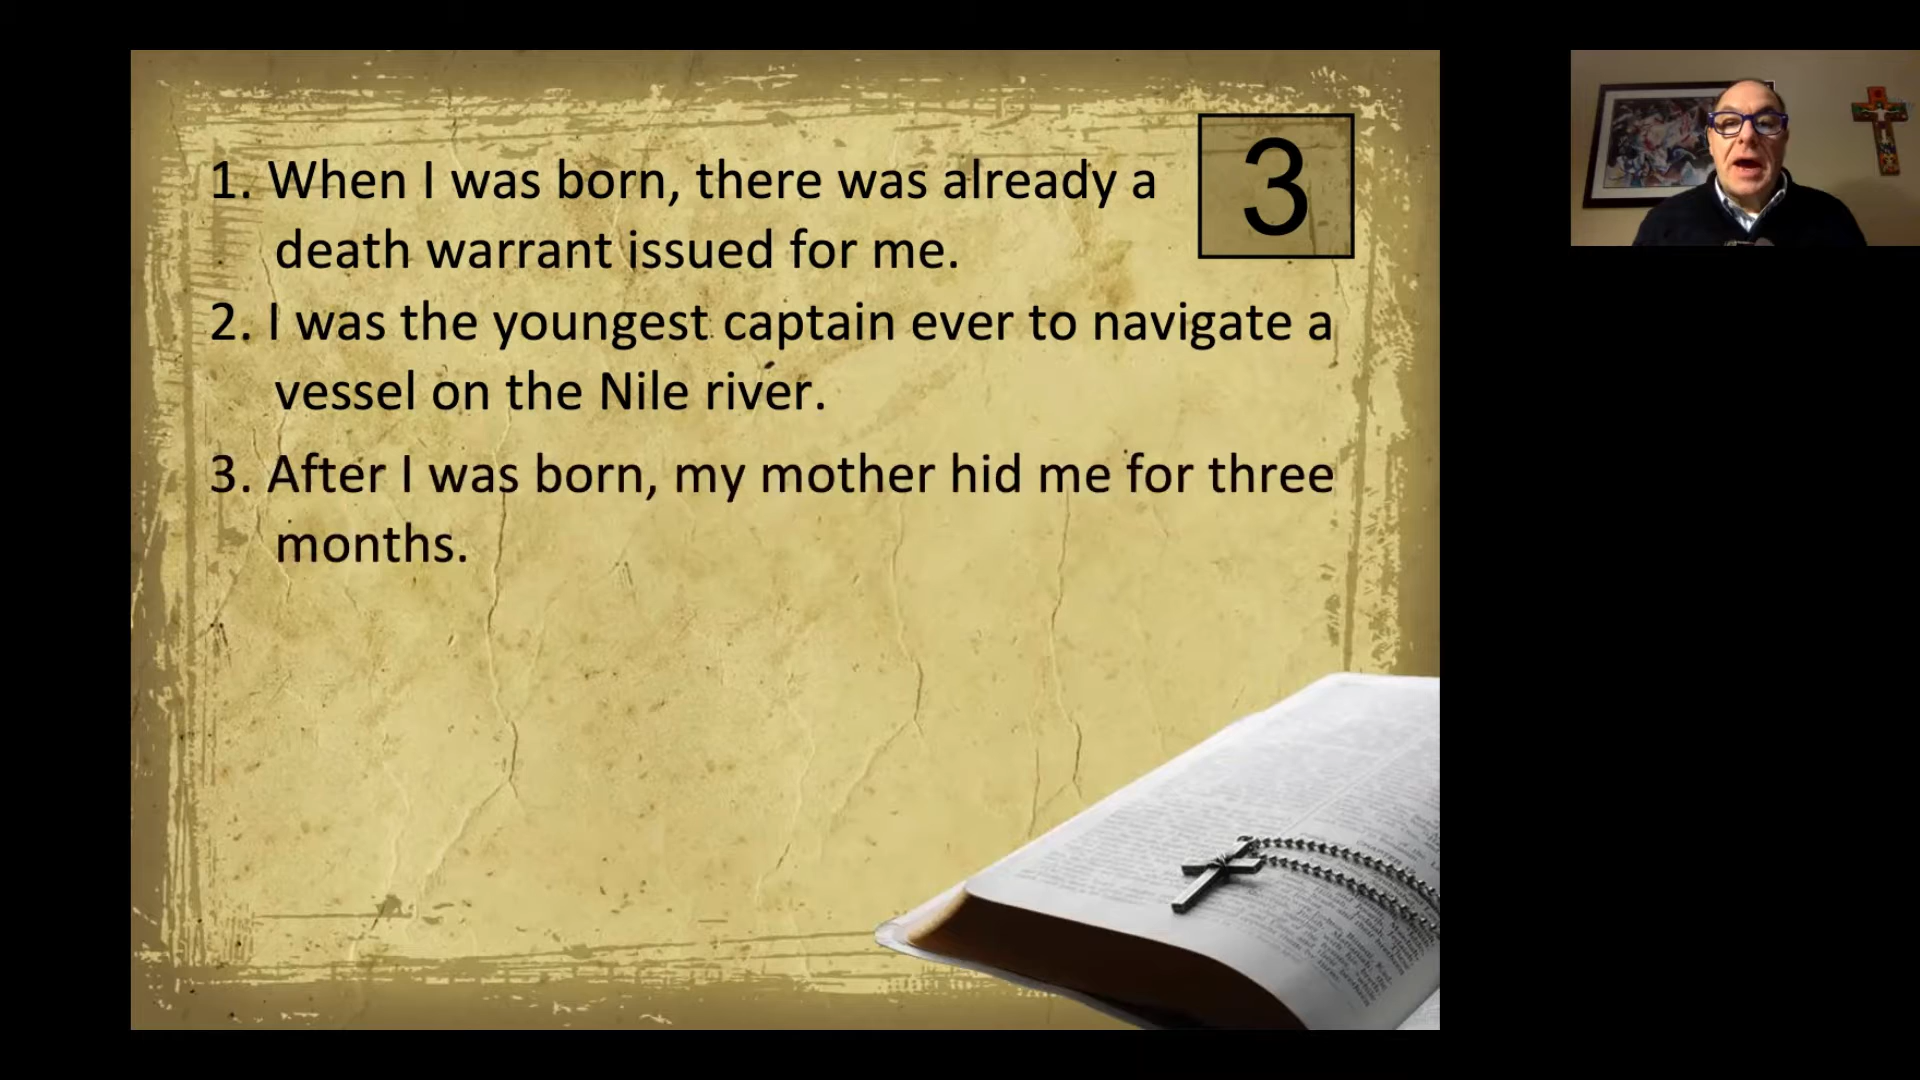 1. When I was born, there was already a
death warrant issued for me.
3
2. I was the youngest captain ever to navigate a
vessel on the Nile river.
3. After I was born, my mother hid me for three
months.